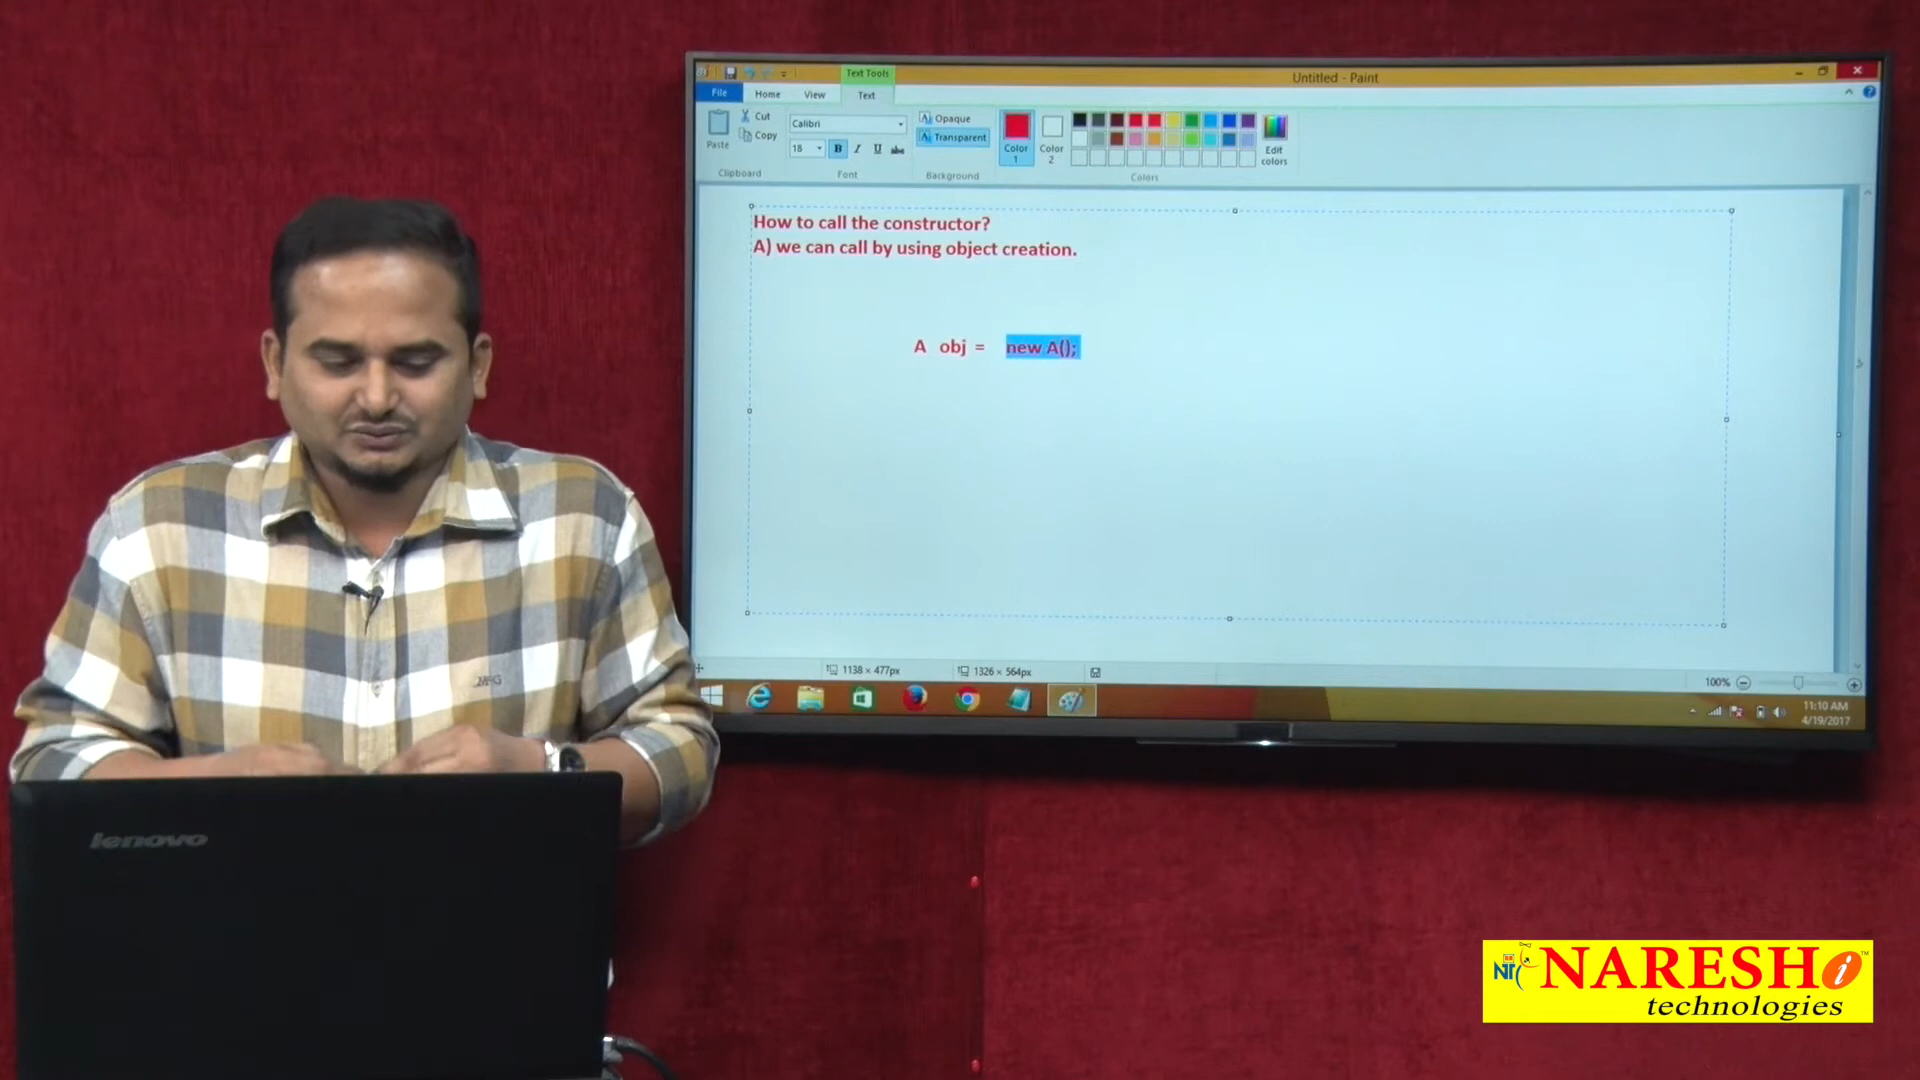 Text Tools
Untitled - Paint
File
Home
View
Text
Paste
Cut
Copy
Clipboard
Calibri
18
B
I
U
abc
Font
Opaque
Transparent
Background
Color
1
Color
2
Edit
colors
Colors
How to call the constructor?
A) we can call by using object creation.
A obj = new A();
1138 × 477px
1326 × 564px
100%
11:10 AM
4/19/2017
lenovo
NARESH i
technologies